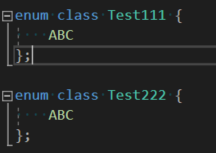 enum class Test111 {
    ABC
};
enum class Test222 {
    ABC
};